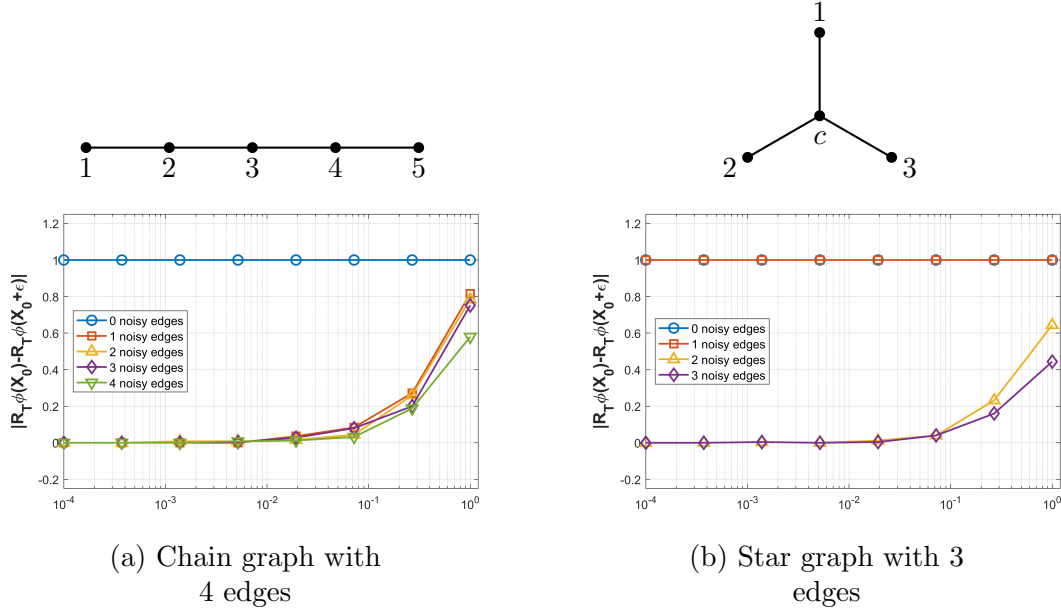 1
1 2 3 4 5
c
2 3
|R_Tϕ(X_0)-R_Tϕ(X_0+ϵ)|
1.2
1
0.8
0.6
0.4
0.2
0
-0.2
0 noisy edges
1 noisy edges
2 noisy edges
3 noisy edges
4 noisy edges
10^-4 10^-3 10^-2 10^-1 10^0
|R_Tϕ(X_0)-R_Tϕ(X_0+ϵ)|
1.2
1
0.8
0.6
0.4
0.2
0
-0.2
0 noisy edges
1 noisy edges
2 noisy edges
3 noisy edges
10^-4 10^-3 10^-2 10^-1 10^0
(a) Chain graph with
4 edges
(b) Star graph with 3
edges